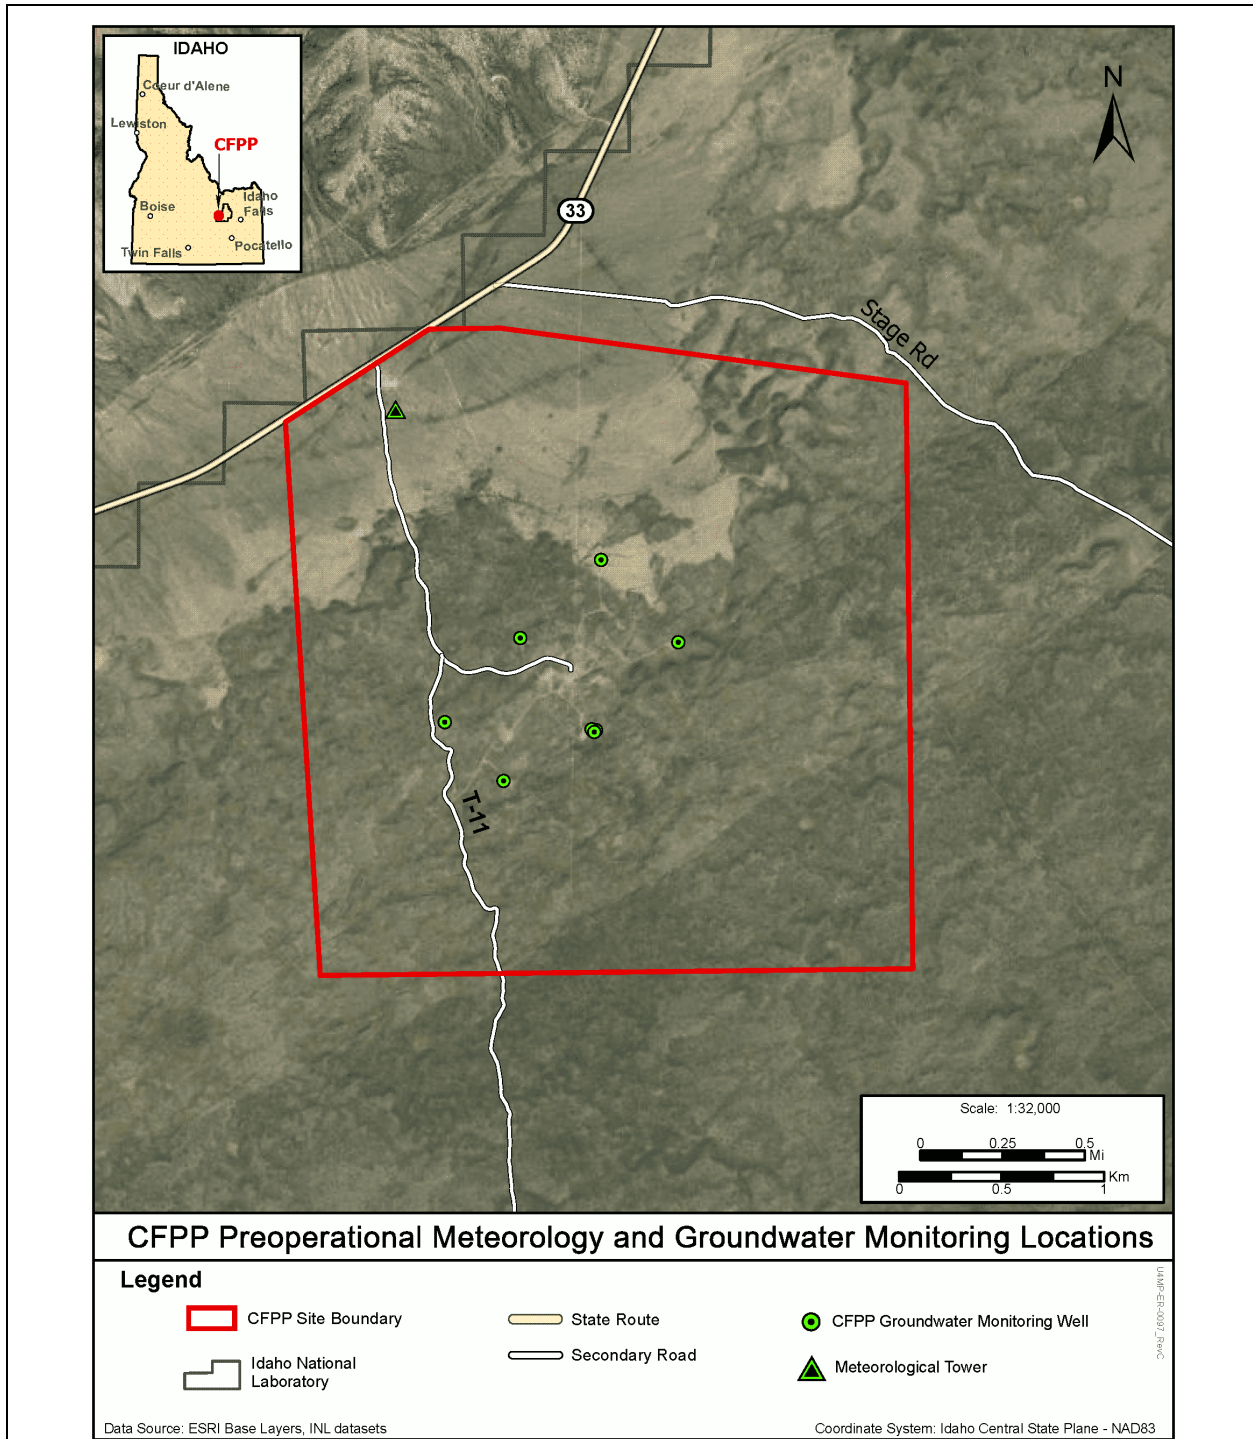 IDAHO
Coeur d'Alene
Lewiston
CFPP
Idaho
Falls
Boise
Pocatello
Twin Falls
N
33
Stage Rd
T-11
Scale: 1:32,000
0 0.25 0.5
Mi
Km
0 0.5 1
CFPP Preoperational Meteorology and Groundwater Monitoring Locations
Legend
CFPP Site Boundary
State Route
CFPP Groundwater Monitoring Well
Idaho National
Laboratory
Secondary Road
Meteorological Tower
U4MP-ER-0097_RevC
Data Source: ESRI Base Layers, INL datasets
Coordinate System: Idaho Central State Plane - NAD83